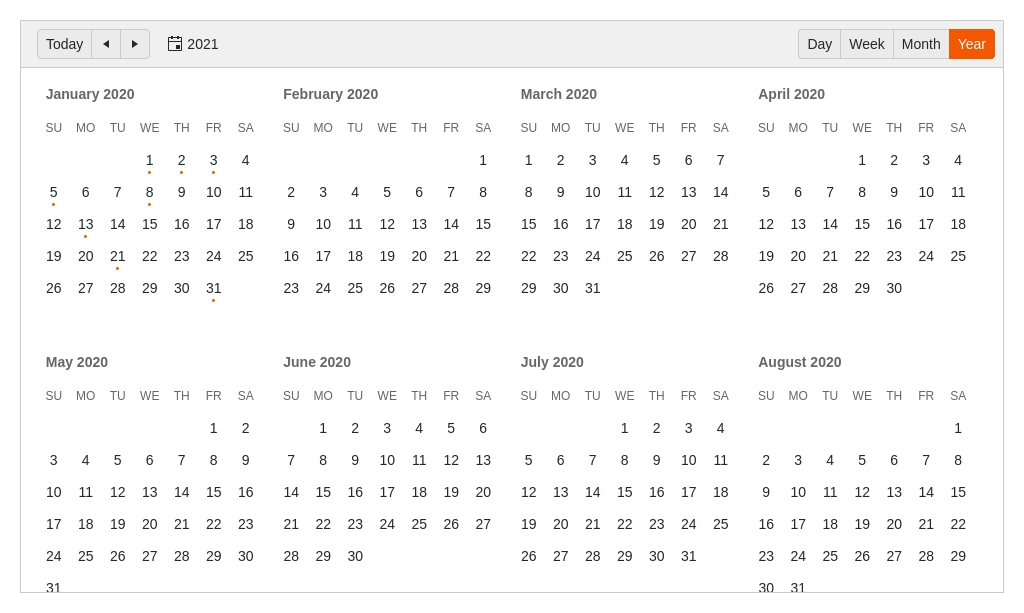 Today 2021 Day Week Month Year
January 2020 February 2020 March 2020 April 2020
SU MO TU WE TH FR SA SU MO TU WE TH FR SA SU MO TU WE TH FR SA SU MO TU WE TH FR SA
1 2 3 4 1 1 2 3 4 5 6 7 1 2 3 4
5 6 7 8 9 10 11 2 3 4 5 6 7 8 8 9 10 11 12 13 14 5 6 7 8 9 10 11
12 13 14 15 16 17 18 9 10 11 12 13 14 15 15 16 17 18 19 20 21 12 13 14 15 16 17 18
19 20 21 22 23 24 25 16 17 18 19 20 21 22 22 23 24 25 26 27 28 19 20 21 22 23 24 25
26 27 28 29 30 31 23 24 25 26 27 28 29 29 30 31 26 27 28 29 30
May 2020 June 2020 July 2020 August 2020
SU MO TU WE TH FR SA SU MO TU WE TH FR SA SU MO TU WE TH FR SA SU MO TU WE TH FR SA
1 2 1 2 3 4 5 6 1 2 3 4 1
3 4 5 6 7 8 9 7 8 9 10 11 12 13 5 6 7 8 9 10 11 2 3 4 5 6 7 8
10 11 12 13 14 15 16 14 15 16 17 18 19 20 12 13 14 15 16 17 18 9 10 11 12 13 14 15
17 18 19 20 21 22 23 21 22 23 24 25 26 27 19 20 21 22 23 24 25 16 17 18 19 20 21 22
24 25 26 27 28 29 30 28 29 30 26 27 28 29 30 31 23 24 25 26 27 28 29
31 30 31